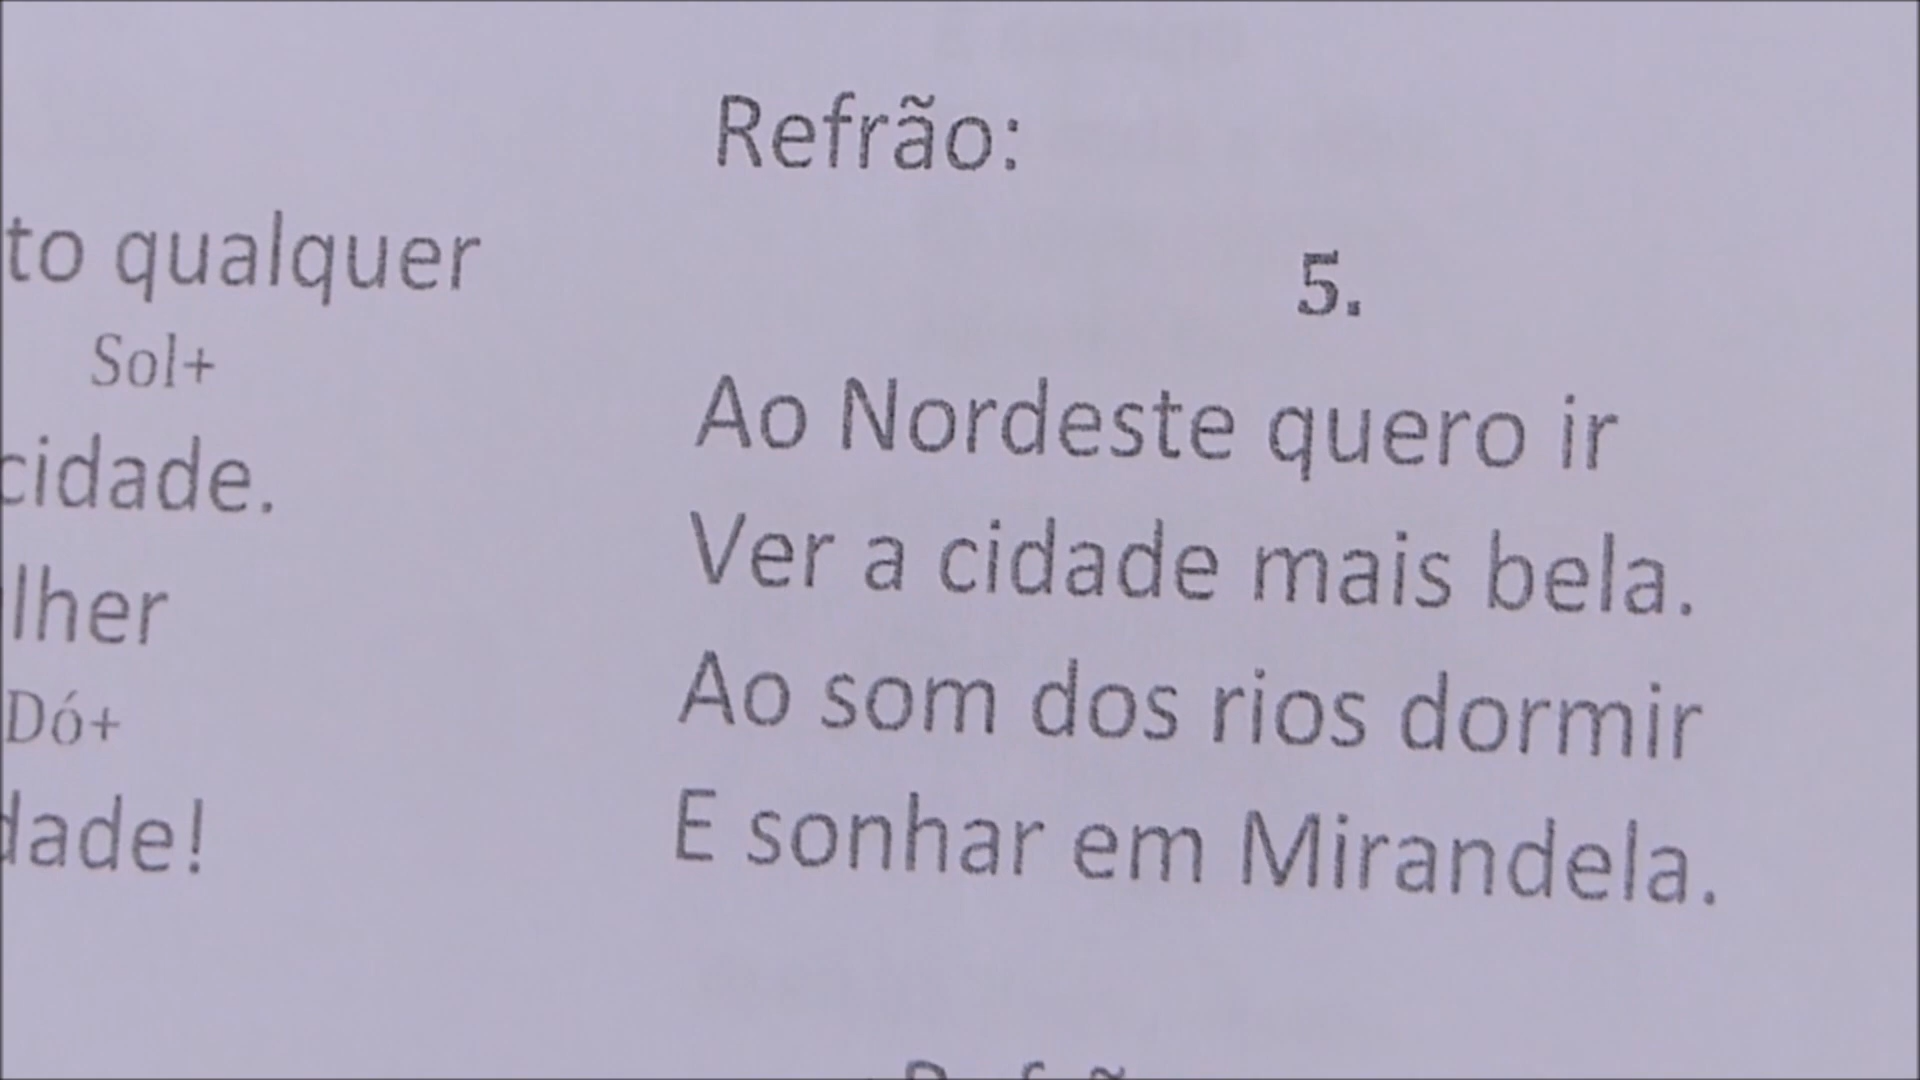 to qualquer
Sol+
cidade.
lher
Dó+
dade!
Refrão:
5.
Ao Nordeste quero ir
Ver a cidade mais bela.
Ao som dos rios dormir
E sonhar em Mirandela.